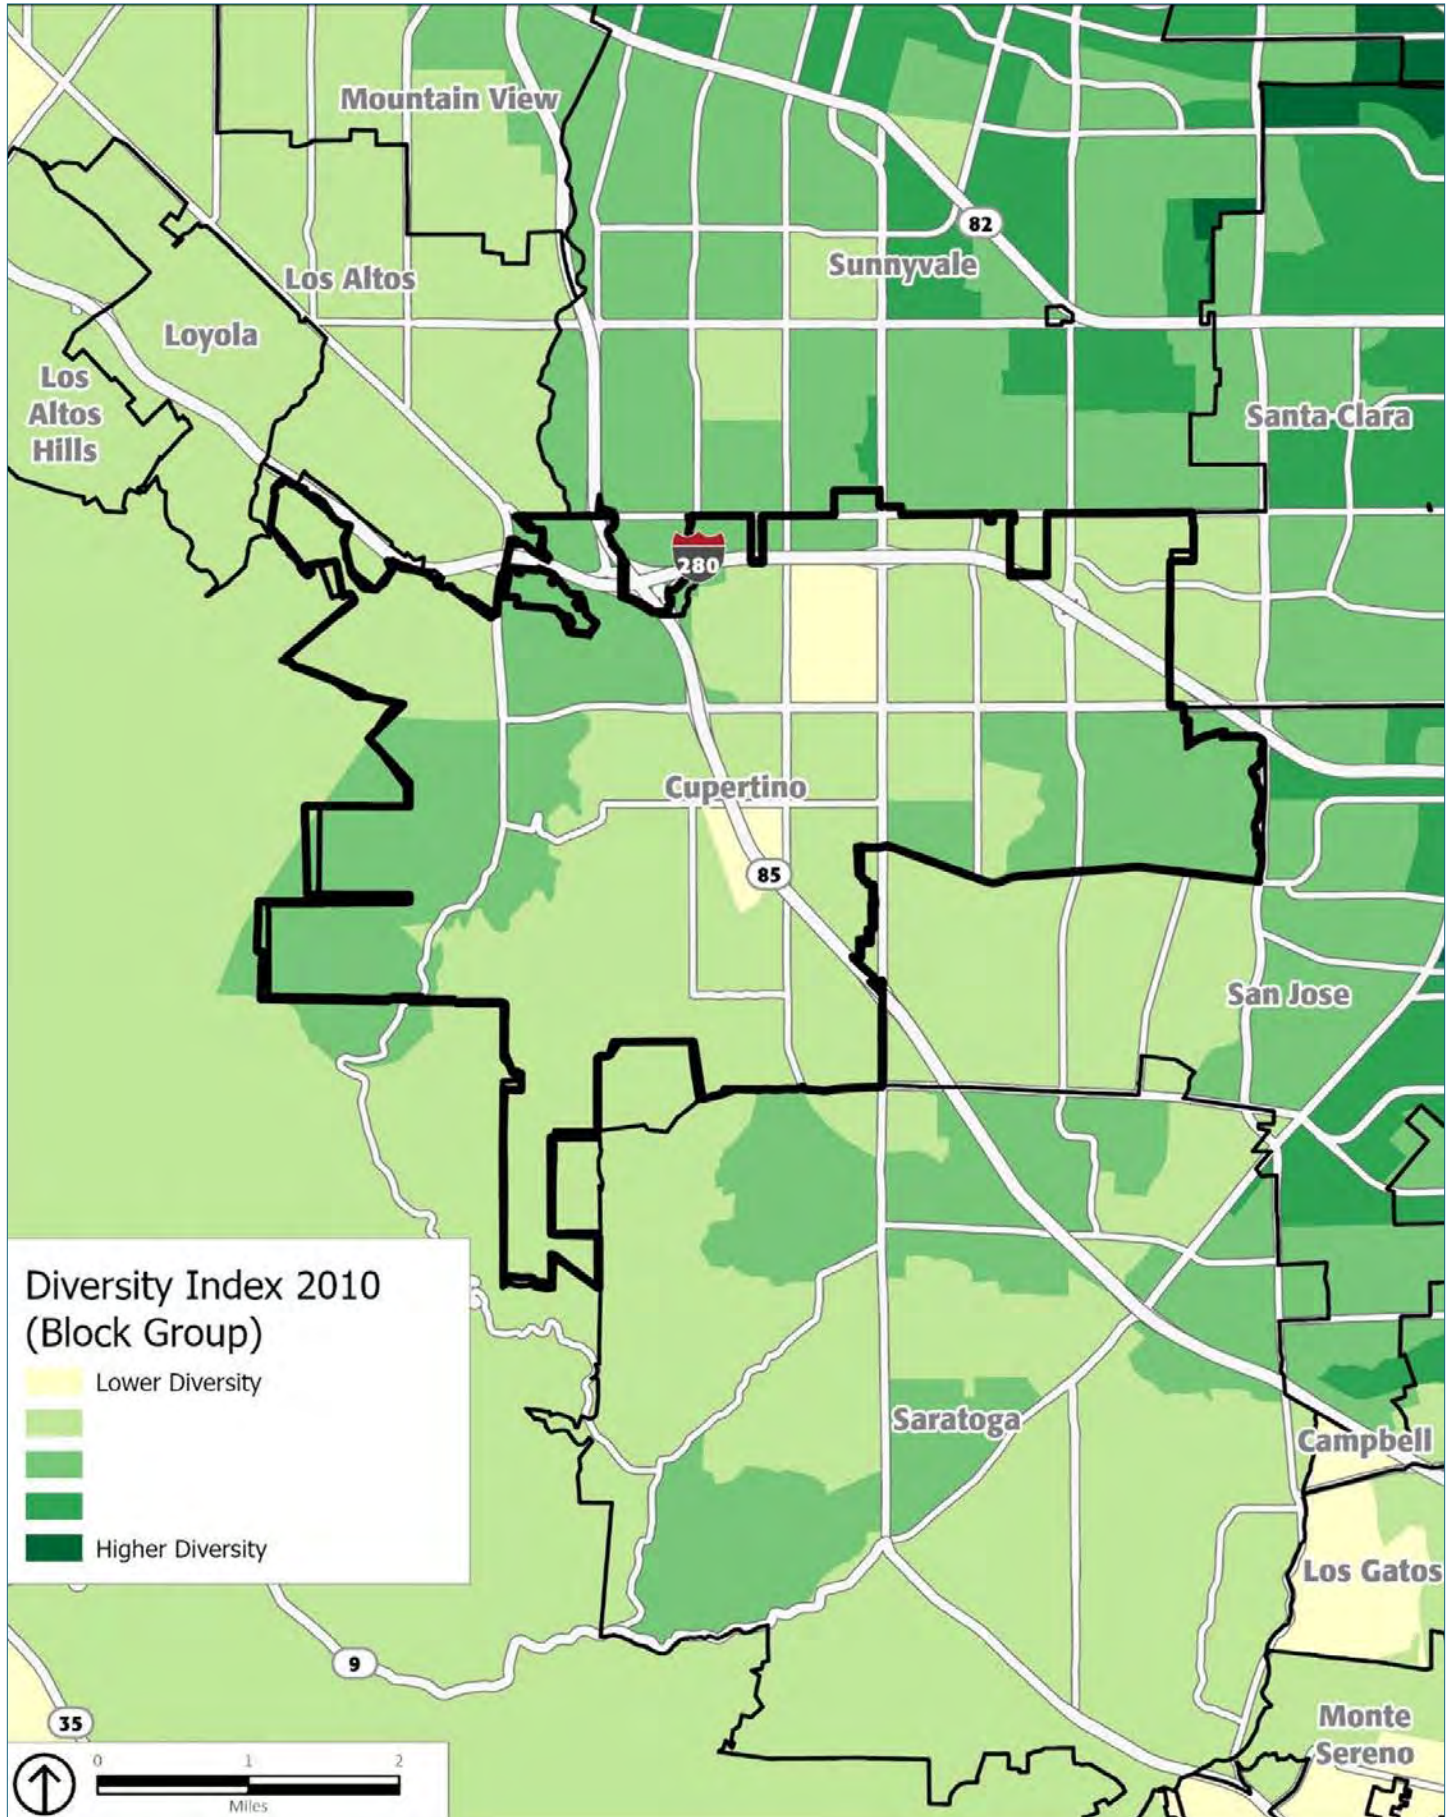 Mountain View
82
Sunnyvale
Los Altos
Loyola
Los
Altos
Hills
Santa Clara
280
Cupertino
85
San Jose
Diversity Index 2010
(Block Group)
Lower Diversity
Higher Diversity
Saratoga
Campbell
Los Gatos
9
35
Monte
Sereno
0 1 2
Miles